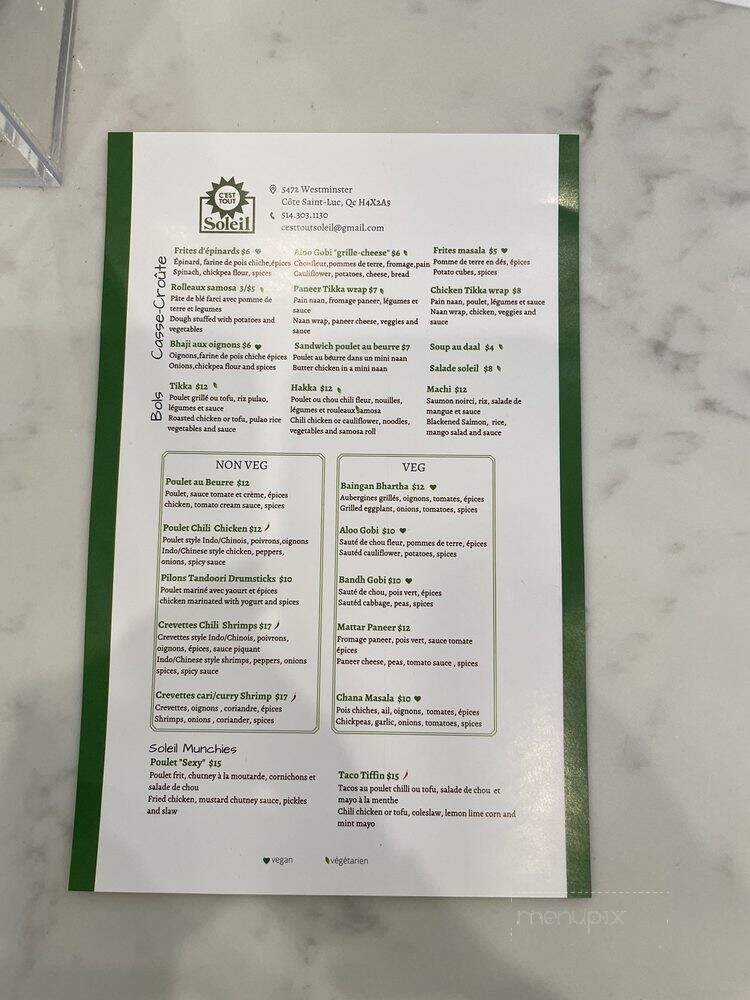 C'EST
TOUT
Soleil
5472 Westminster
Côte Saint-Luc, Qc H4X2A5
514.303.1130
cesttoutsoleil@gmail.com
Casse-Croûte
Frites d'épinards $6
Épinard, farine de pois chiche,épices
Spinach, chickpea flour, spices
Aloo Gobi "grille-cheese" $6
Choufleur,pommes de terre, fromage,pain
Cauliflower, potatoes, cheese, bread
Frites masala $5
Pomme de terre en dés, épices
Potato cubes, spices
Rolleaux samosa 3/$5
Pâte de blé farci avec pomme de
terre et legumes
Dough stuffed with potatoes and
vegetables
Paneer Tikka wrap $7
Pain naan, fromage paneer, légumes et
sauce
Naan wrap, paneer cheese, veggies and
sauce
Chicken Tikka wrap $8
Pain naan, poulet, légumes et sauce
Naan wrap, chicken, veggies and
sauce
Bhaji aux oignons $6
Oignons,farine de pois chiche épices
Onions,chickpea flour and spices
Sandwich poulet au beurre $7
Poulet au beurre dans un mini naan
Butter chicken in a mini naan
Soup au daal $4
Salade soleil $8
Bols
Tikka $12
Poulet grillé ou tofu, riz pulao,
légumes et sauce
Roasted chicken or tofu, pulao rice
vegetables and sauce
Hakka $12
Poulet ou chou chili fleur, nouilles,
légumes et rouleaux samosa
Chili chicken or cauliflower, noodles,
vegetables and samosa roll
Machi $12
Saumon noirci, riz, salade de
mangue et sauce
Blackened Salmon, rice,
mango salad and sauce
NON VEG
Poulet au Beurre $12
Poulet, sauce tomate et crème, épices
chicken, tomato cream sauce, spices
Poulet Chili Chicken $12
Poulet style Indo/Chinois, poivrons,oignons
Indo/Chinese style chicken, peppers,
onions, spicy sauce
Pilons Tandoori Drumsticks $10
Poulet mariné avec yaourt et épices
chicken marinated with yogurt and spices
Crevettes Chili Shrimps $17
Crevettes style Indo/Chinois, poivrons,
oignons, épices, sauce piquant
Indo/Chinese style shrimps, peppers, onions
spices, spicy sauce
Crevettes cari/curry Shrimp $17
Crevettes, oignons , coriandre, épices
Shrimps, onions , coriander, spices
VEG
Baingan Bhartha $12
Aubergines grillés, oignons, tomates, épices
Grilled eggplant, onions, tomatoes, spices
Aloo Gobi $10
Sauté de chou fleur, pommes de terre, épices
Sautéd cauliflower, potatoes, spices
Bandh Gobi $10
Sauté de chou, pois vert, épices
Sautéd cabbage, peas, spices
Mattar Paneer $12
Fromage paneer, pois vert, sauce tomate
épices
Paneer cheese, peas, tomato sauce , spices
Chana Masala $10
Pois chiches, ail, oignons, tomates, épices
Chickpeas, garlic, onions, tomatoes, spices
Soleil Munchies
Poulet "Sexy" $15
Poulet frit, chutney à la moutarde, cornichons et
salade de chou
Fried chicken, mustard chutney sauce, pickles
and slaw
Taco Tiffin $15
Tacos au poulet chilli ou tofu, salade de chou et
mayo à la menthe
Chili chicken or tofu, coleslaw, lemon lime corn and
mint mayo
vegan
végétarien
menupix